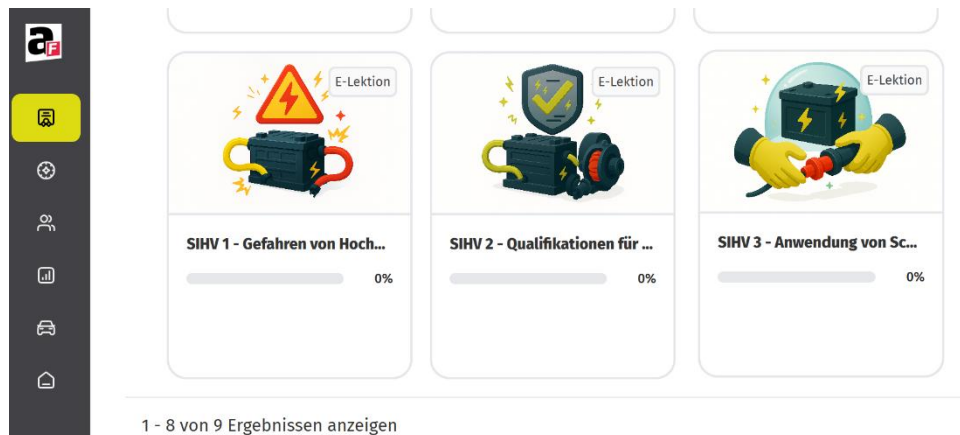 aF
E-Lektion
E-Lektion
E-Lektion
SIHV 1 - Gefahren von Hoch...
SIHV 2 - Qualifikationen für ...
SIHV 3 - Anwendung von Sc...
0%
0%
0%
1 - 8 von 9 Ergebnissen anzeigen